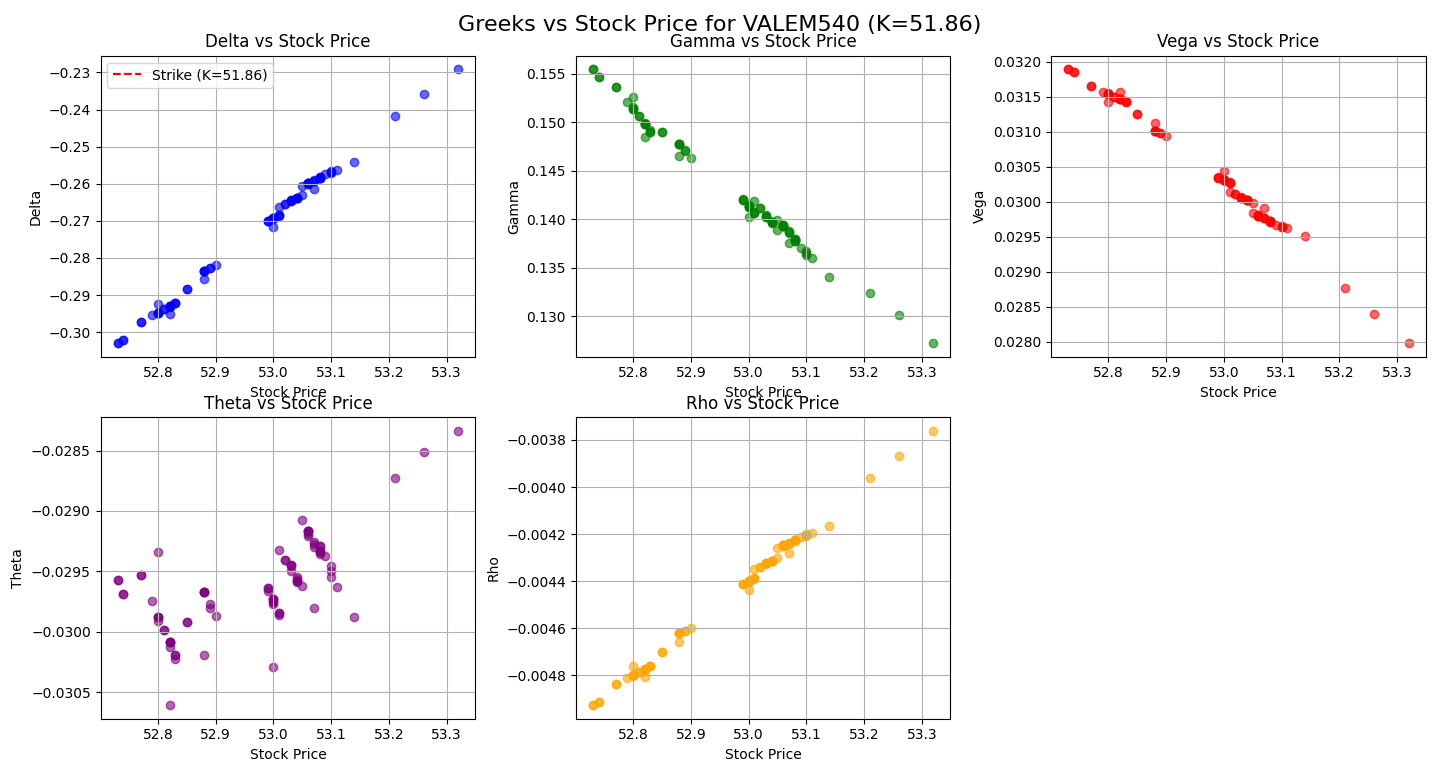 Greeks vs Stock Price for VALEM540 (K=51.86)
Delta vs Stock Price
Strike (K=51.86)
Delta
−0.23
−0.24
−0.25
−0.26
−0.27
−0.28
−0.29
−0.30
52.8 52.9 53.0 53.1 53.2 53.3
Stock Price
Gamma vs Stock Price
Gamma
0.155
0.150
0.145
0.140
0.135
0.130
52.8 52.9 53.0 53.1 53.2 53.3
Stock Price
Vega vs Stock Price
Vega
0.0320
0.0315
0.0310
0.0305
0.0300
0.0295
0.0290
0.0285
0.0280
52.8 52.9 53.0 53.1 53.2 53.3
Stock Price
Theta vs Stock Price
Theta
−0.0285
−0.0290
−0.0295
−0.0300
−0.0305
52.8 52.9 53.0 53.1 53.2 53.3
Stock Price
Rho vs Stock Price
Rho
−0.0038
−0.0040
−0.0042
−0.0044
−0.0046
−0.0048
52.8 52.9 53.0 53.1 53.2 53.3
Stock Price